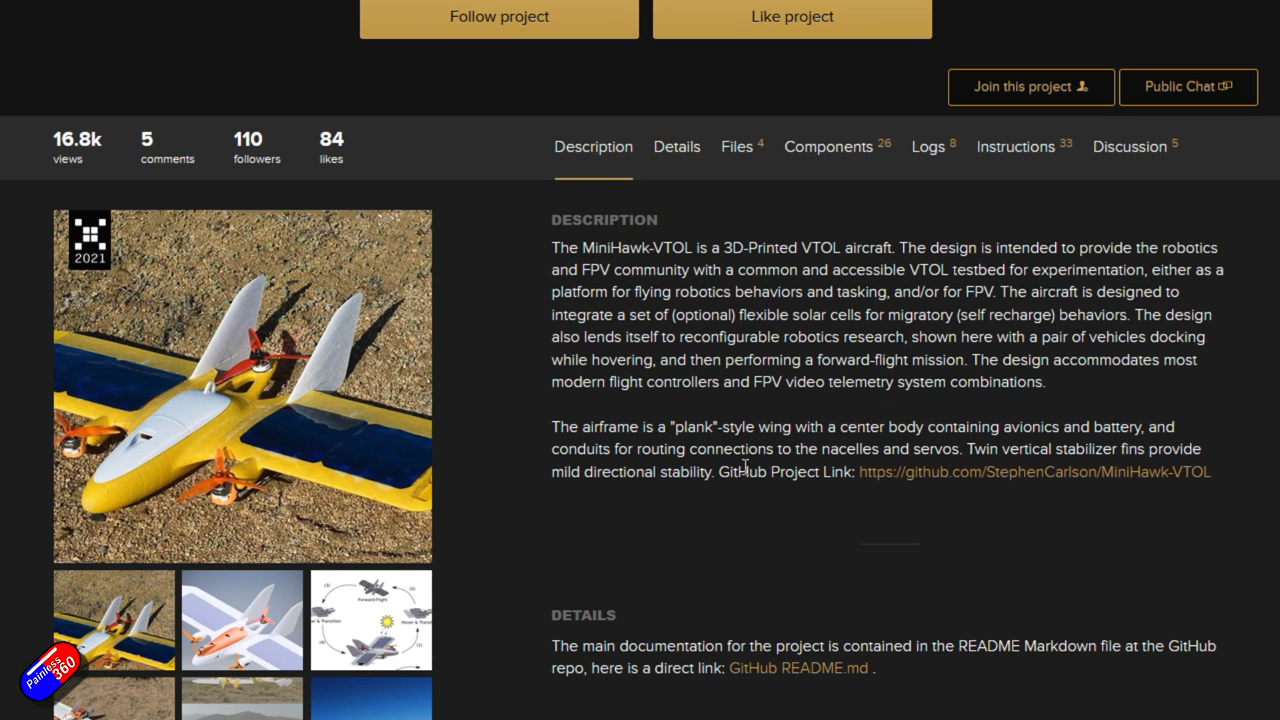 Follow project
Like project
Join this project
Public Chat
16.8k
views
5
comments
110
followers
84
likes
Description
Details
Files 4
Components 26
Logs 8
Instructions 33
Discussion 5
2021
DESCRIPTION
The MiniHawk-VTOL is a 3D-Printed VTOL aircraft. The design is intended to provide the robotics
and FPV community with a common and accessible VTOL testbed for experimentation, either as a
platform for flying robotics behaviors and tasking, and/or for FPV. The aircraft is designed to
integrate a set of (optional) flexible solar cells for migratory (self recharge) behaviors. The design
also lends itself to reconfigurable robotics research, shown here with a pair of vehicles docking
while hovering, and then performing a forward-flight mission. The design accommodates most
modern flight controllers and FPV video telemetry system combinations.
The airframe is a "plank"-style wing with a center body containing avionics and battery, and
conduits for routing connections to the nacelles and servos. Twin vertical stabilizer fins provide
mild directional stability. GitHub Project Link: https://github.com/StephenCarlson/MiniHawk-VTOL
DETAILS
The main documentation for the project is contained in the README Markdown file at the GitHub
repo, here is a direct link: GitHub README.md .
Forward-Flight
Painless
360